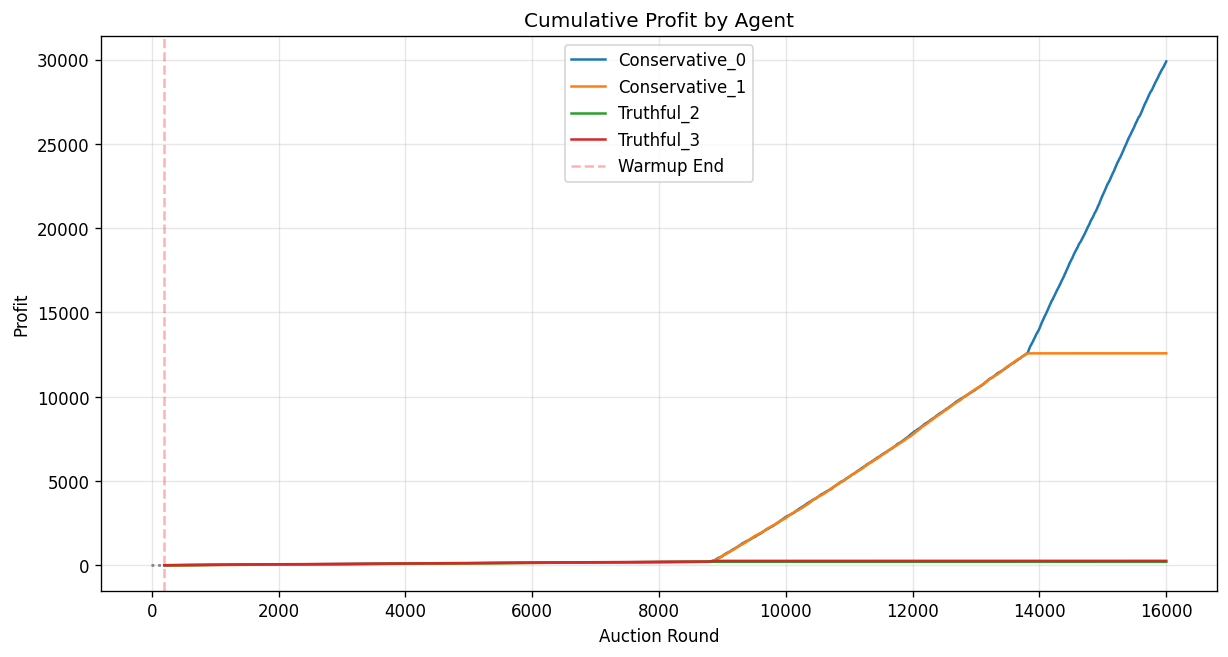 Cumulative Profit by Agent
Conservative_0
Conservative_1
Truthful_2
Truthful_3
Warmup End
Profit
30000
25000
20000
15000
10000
5000
0
0 2000 4000 6000 8000 10000 12000 14000 16000
Auction Round